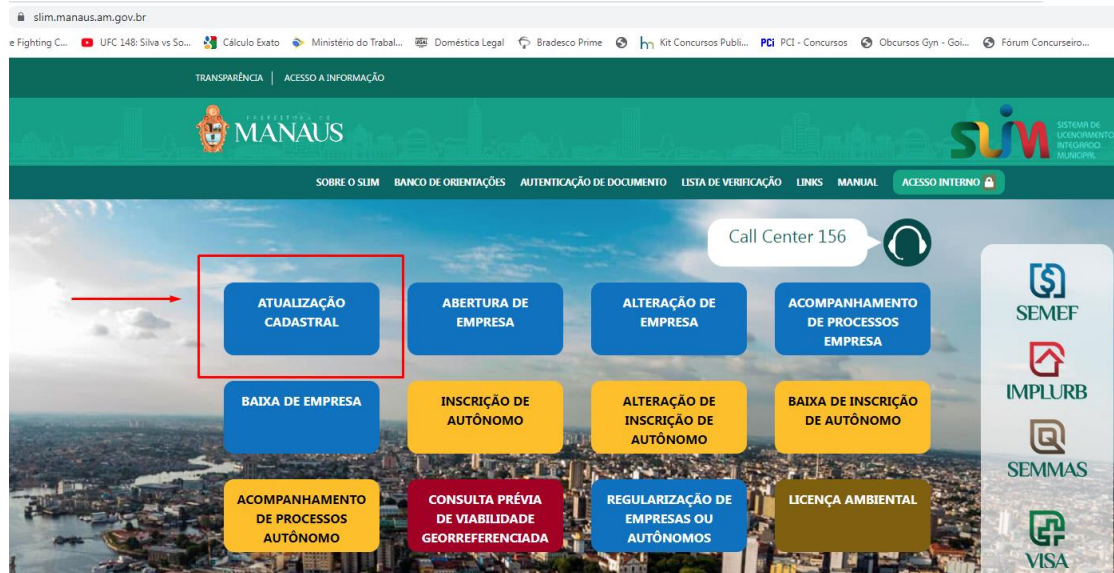 slim.manaus.am.gov.br
e Fighting C... UFC 148: Silva vs So... Cálculo Exato Ministério do Trabal... Doméstica Legal Bradesco Prime Kit Concursos Publi... PCi PCI - Concursos Obcursos Gyn - Goi... Fórum Concurseiro...
TRANSPARÊNCIA | ACESSO A INFORMAÇÃO
PREFEITURA DE
MANAUS
SLIM
SISTEMA DE
LICENCIAMENTO
INTEGRADO
MUNICIPAL
SOBRE O SLIM BANCO DE ORIENTAÇÕES AUTENTICAÇÃO DE DOCUMENTO LISTA DE VERIFICAÇÃO LINKS MANUAL ACESSO INTERNO
Call Center 156
ATUALIZAÇÃO
CADASTRAL
ABERTURA DE
EMPRESA
ALTERAÇÃO DE
EMPRESA
ACOMPANHAMENTO
DE PROCESSOS
EMPRESA
BAIXA DE EMPRESA
INSCRIÇÃO DE
AUTÔNOMO
ALTERAÇÃO DE
INSCRIÇÃO DE
AUTÔNOMO
BAIXA DE INSCRIÇÃO
DE AUTÔNOMO
ACOMPANHAMENTO
DE PROCESSOS
AUTÔNOMO
CONSULTA PRÉVIA
DE VIABILIDADE
GEORREFERENCIADA
REGULARIZAÇÃO DE
EMPRESAS OU
AUTÔNOMOS
LICENÇA AMBIENTAL
SEMEF
IMPLURB
SEMMAS
VISA